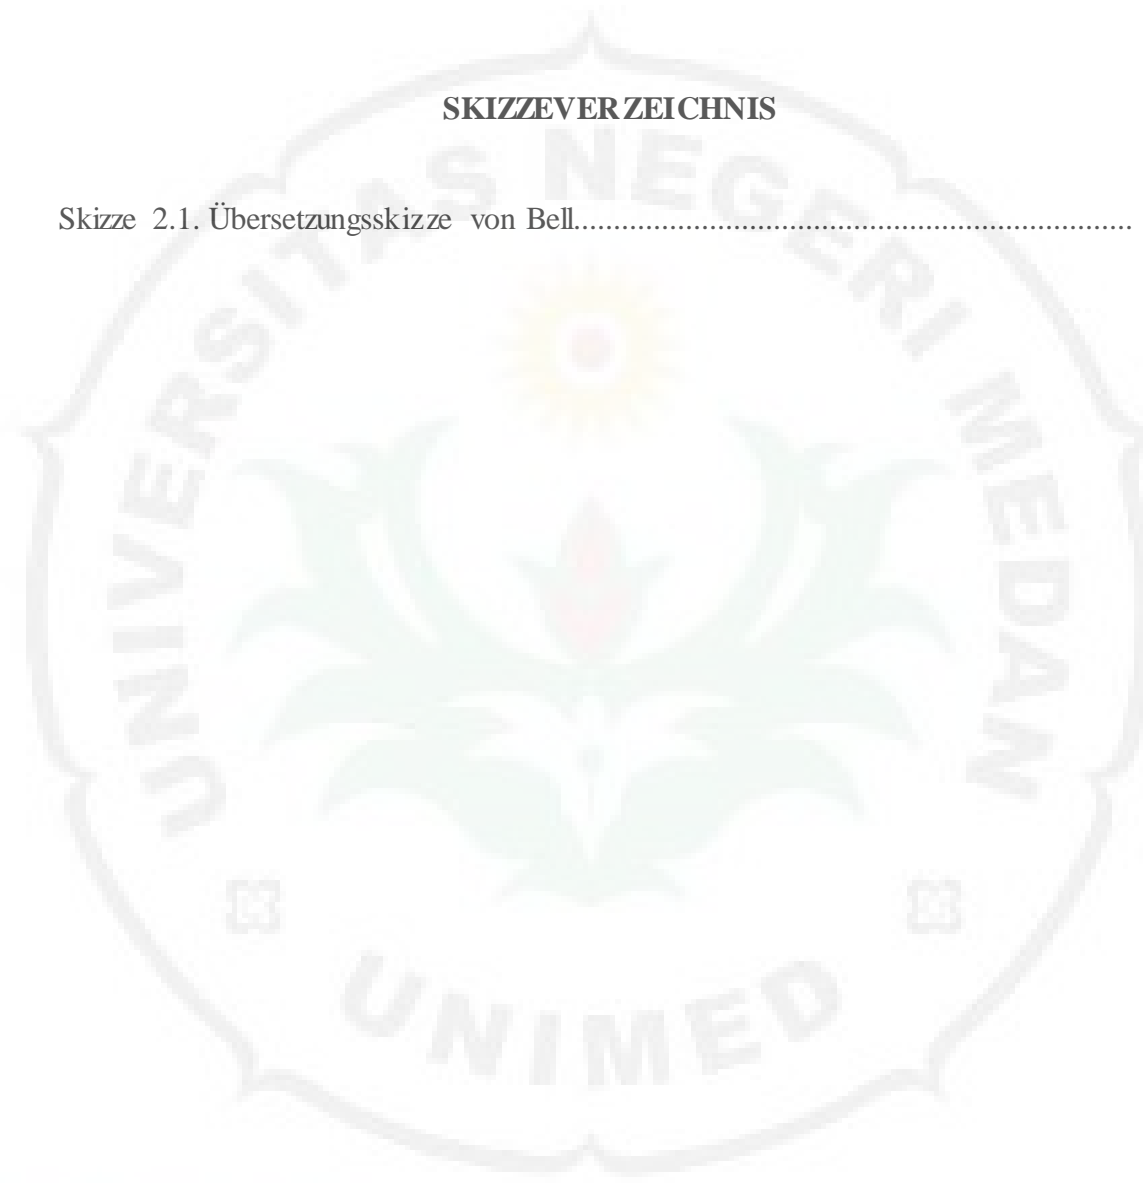 SKIZZEVERZEICHNIS
Skizze 2.1. Übersetzungsskizze von Bell......................................................................
UNIVERSITAS NEGERI MEDAN
UNIMED